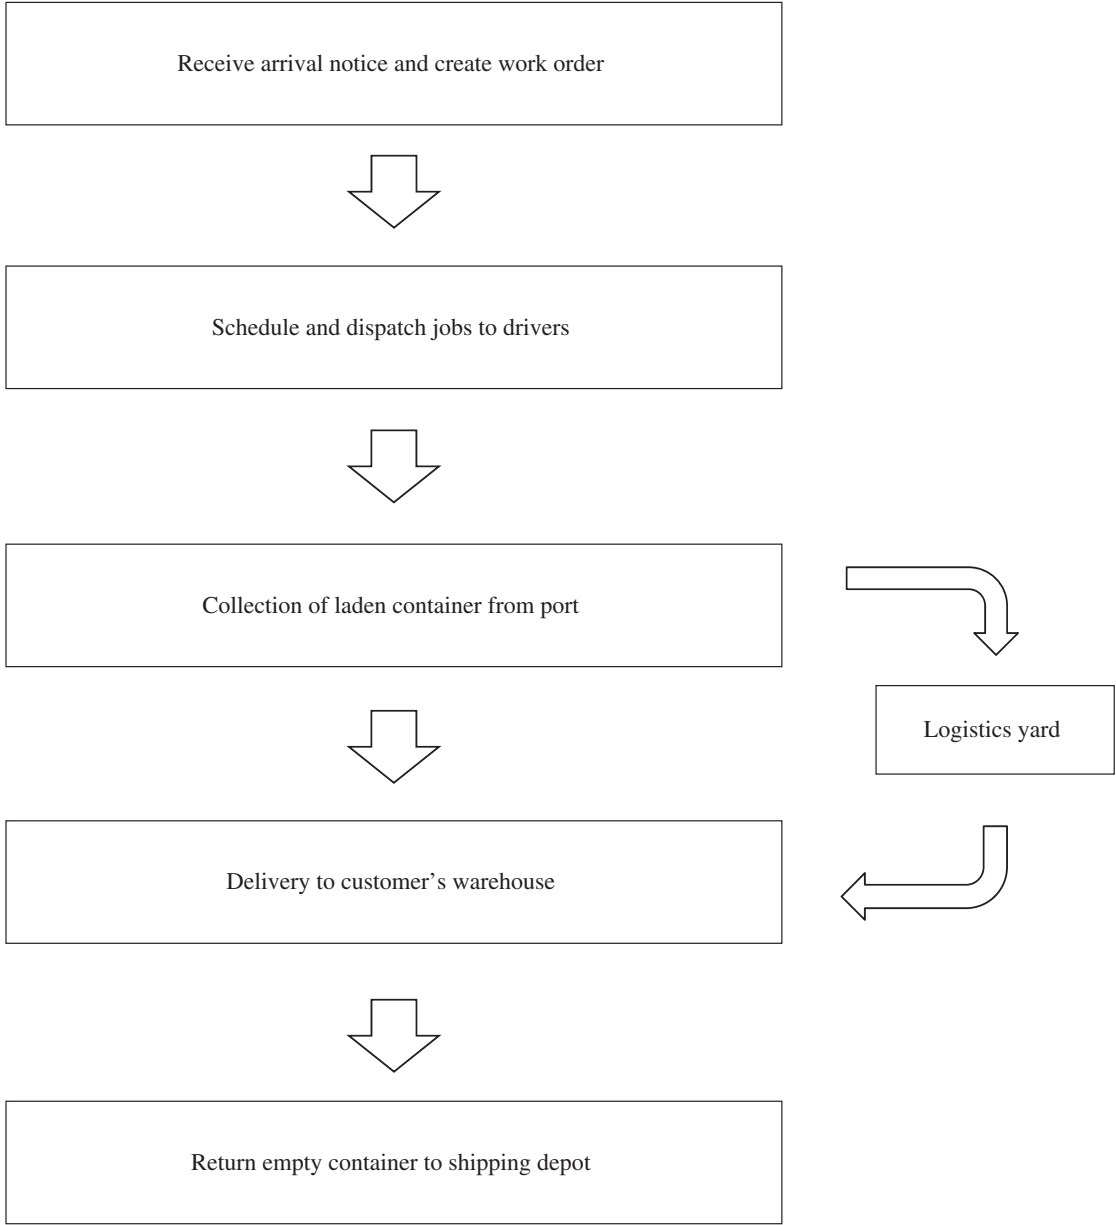 Receive arrival notice and create work order
Schedule and dispatch jobs to drivers
Collection of laden container from port
Logistics yard
Delivery to customer’s warehouse
Return empty container to shipping depot